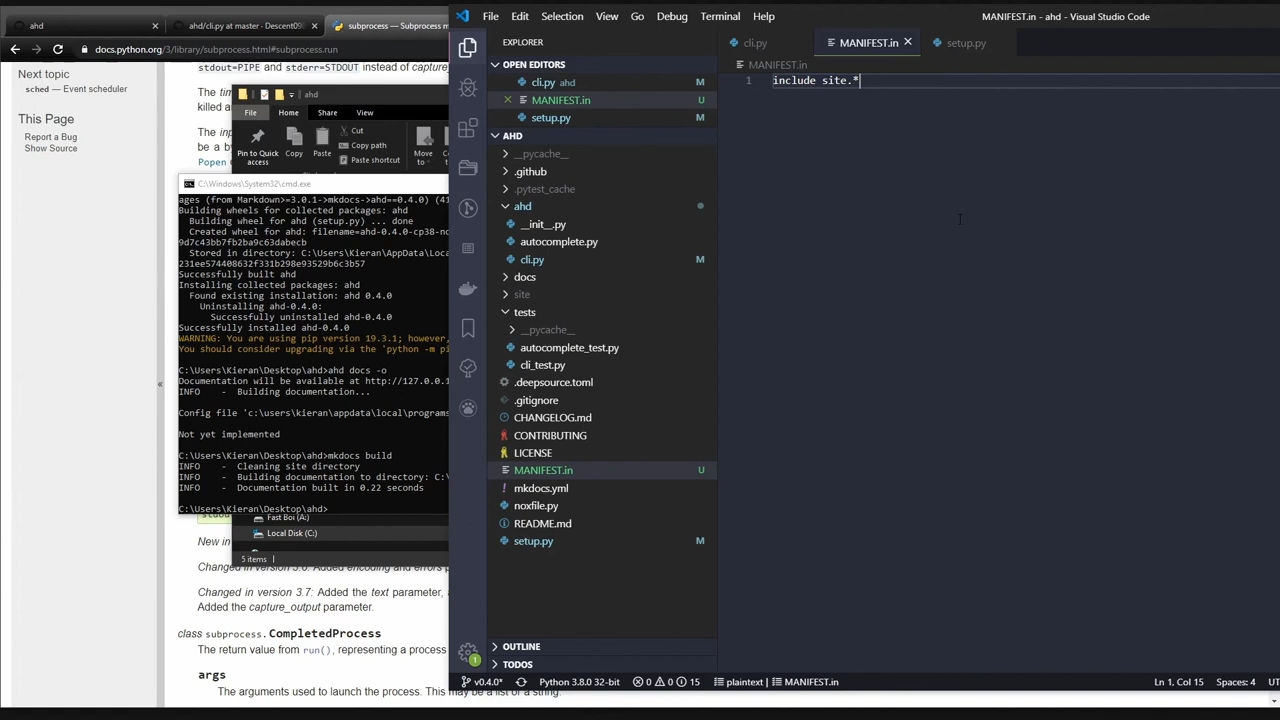 ahd
ahd/cli.py at master · Descent098
subprocess — Subprocess m
docs.python.org/3/library/subprocess.html#subprocess.run
Next topic
sched — Event scheduler
This Page
Report a Bug
Show Source
stdout=PIPE and stderr=STDOUT instead of capture_
killed a
The inp
be a by
Popen
ahd
File Home Share View
Pin to Quick access
Copy
Paste
Cut
Copy path
Paste shortcut
Move to
C:\Windows\System32\cmd.exe
ages (from Markdown>=3.0.1->mkdocs->ahd==0.4.0) (41
Building wheels for collected packages: ahd
Building wheel for ahd (setup.py) ... done
Created wheel for ahd: filename=ahd-0.4.0-cp38-no
9d7c43bb7fb2ba9c63dabecb
Stored in directory: C:\Users\Kieran\AppData\Loca
231ee574408632f331b298e93529b6c3b57
Successfully built ahd
Installing collected packages: ahd
Found existing installation: ahd 0.4.0
Uninstalling ahd-0.4.0:
Successfully uninstalled ahd-0.4.0
Successfully installed ahd-0.4.0
WARNING: You are using pip version 19.3.1; however,
You should consider upgrading via the 'python -m pi
C:\Users\Kieran\Desktop\ahd>ahd docs -o
Documentation will be available at http://127.0.0.1
INFO - Building documentation...
Config file 'c:\users\kieran\appdata\local\programs
Not yet implemented
C:\Users\Kieran\Desktop\ahd>mkdocs build
INFO - Cleaning site directory
INFO - Building documentation to directory: C:\
INFO - Documentation built in 0.22 seconds
C:\Users\Kieran\Desktop\ahd>
Fast Boi (A:)
Local Disk (C:)
5 items
New in
Changed in version 3.6: Added encoding and errors p
Changed in version 3.7: Added the text parameter, a
Added the capture_output parameter.
class subprocess.CompletedProcess
The return value from run(), representing a process
args
The arguments used to launch the process. This may be a list or a string.
File Edit Selection View Go Debug Terminal Help
MANIFEST.in - ahd - Visual Studio Code
EXPLORER
OPEN EDITORS
cli.py ahd M
MANIFEST.in U
setup.py M
AHD
__pycache__
.github
.pytest_cache
ahd
__init__.py
autocomplete.py
cli.py M
docs
site
tests
__pycache__
autocomplete_test.py
cli_test.py
.deepsource.toml
.gitignore
CHANGELOG.md
CONTRIBUTING
LICENSE
MANIFEST.in U
mkdocs.yml
noxfile.py
README.md
setup.py M
OUTLINE
TODOS
cli.py
MANIFEST.in
setup.py
MANIFEST.in
1 include site.*
1
v0.4.0* Python 3.8.0 32-bit 0 0 15 plaintext | MANIFEST.in Ln 1, Col 15 Spaces: 4 UT